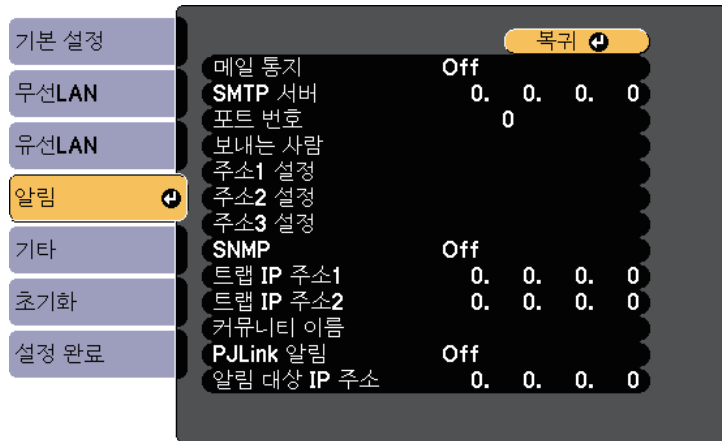 기본 설정
무선LAN
유선LAN
알림
기타
초기화
설정 완료
복귀
메일 통지 Off
SMTP 서버 0. 0. 0. 0
포트 번호 0
보내는 사람
주소1 설정
주소2 설정
주소3 설정
SNMP Off
트랩 IP 주소1 0. 0. 0. 0
트랩 IP 주소2 0. 0. 0. 0
커뮤니티 이름
PJLink 알림 Off
알림 대상 IP 주소 0. 0. 0. 0